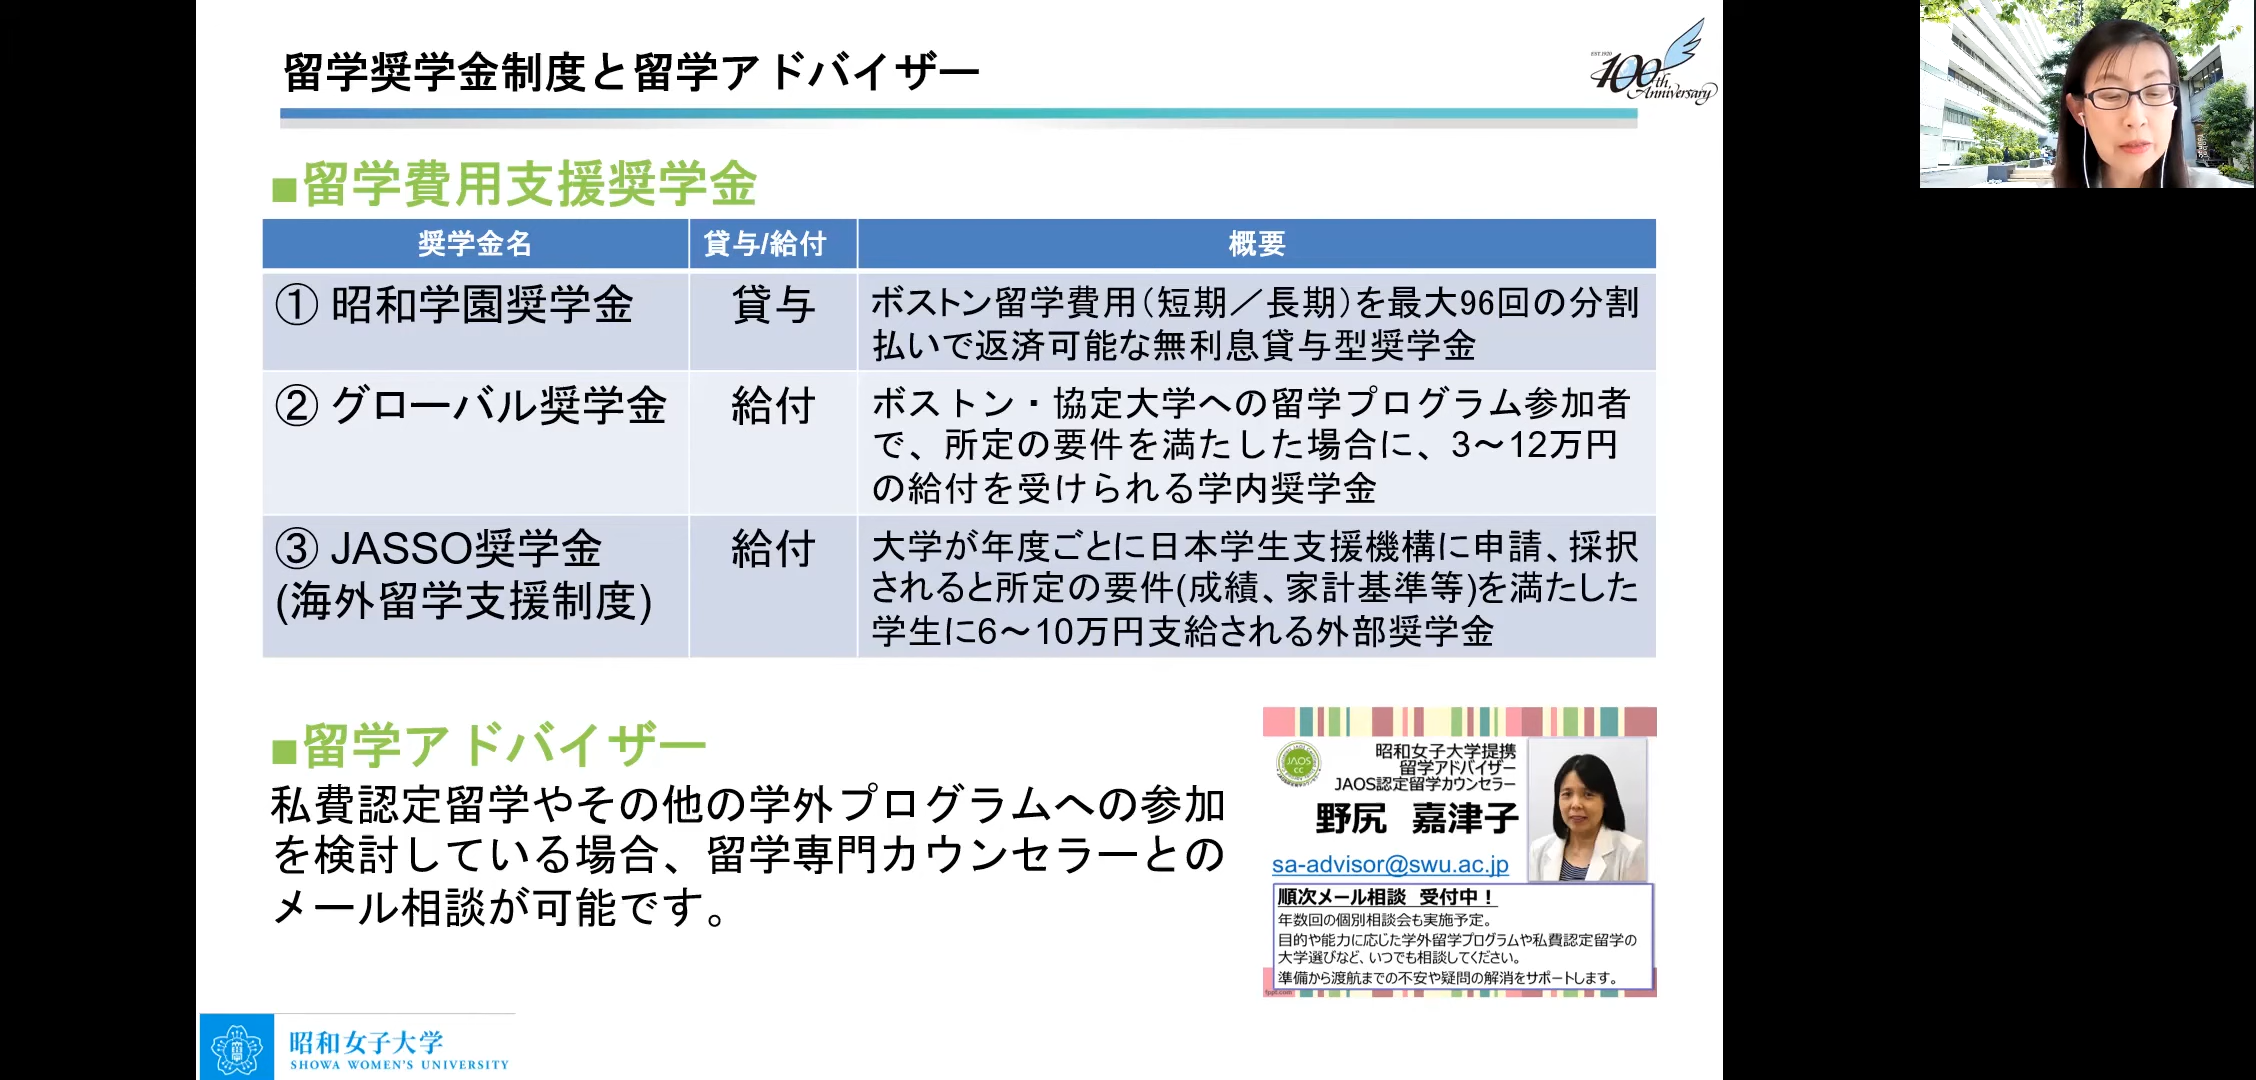 留学奨学金制度と留学アドバイザー
EST.1920
100th Anniversary
■留学費用支援奨学金
奨学金名 貸与/給付 概要
① 昭和学園奨学金 貸与 ボストン留学費用（短期／長期）を最大96回の分割
払いで返済可能な無利息貸与型奨学金
② グローバル奨学金 給付 ボストン・協定大学への留学プログラム参加者
で、所定の要件を満たした場合に、3～12万円
の給付を受けられる学内奨学金
③ JASSO奨学金 給付 大学が年度ごとに日本学生支援機構に申請、採択
(海外留学支援制度) されると所定の要件(成績、家計基準等)を満たした
学生に6～10万円支給される外部奨学金
■留学アドバイザー
私費認定留学やその他の学外プログラムへの参加
を検討している場合、留学専門カウンセラーとの
メール相談が可能です。
JAOS
CC
昭和女子大学提携
留学アドバイザー
JAOS認定留学カウンセラー
野尻 嘉津子
sa-advisor@swu.ac.jp
順次メール相談 受付中！
年数回の個別相談会も実施予定。
目的や能力に応じた学外留学プログラムや私費認定留学の
大学選びなど、いつでも相談してください。
準備から渡航までの不安や疑問の解消をサポートします。
fppt.com
昭和女子大学
SHOWA WOMEN'S UNIVERSITY